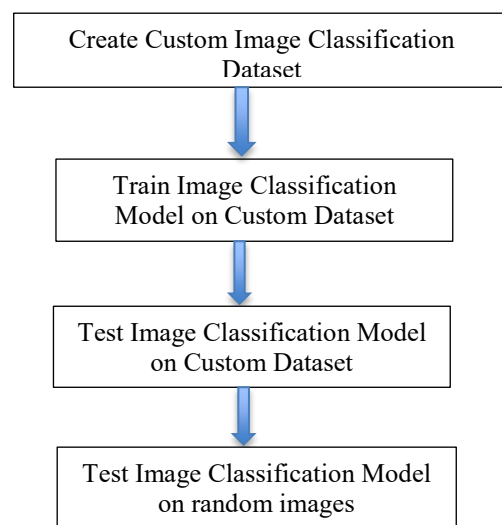 Create Custom Image Classification
Dataset
Train Image Classification
Model on Custom Dataset
Test Image Classification Model
on Custom Dataset
Test Image Classification Model
on random images